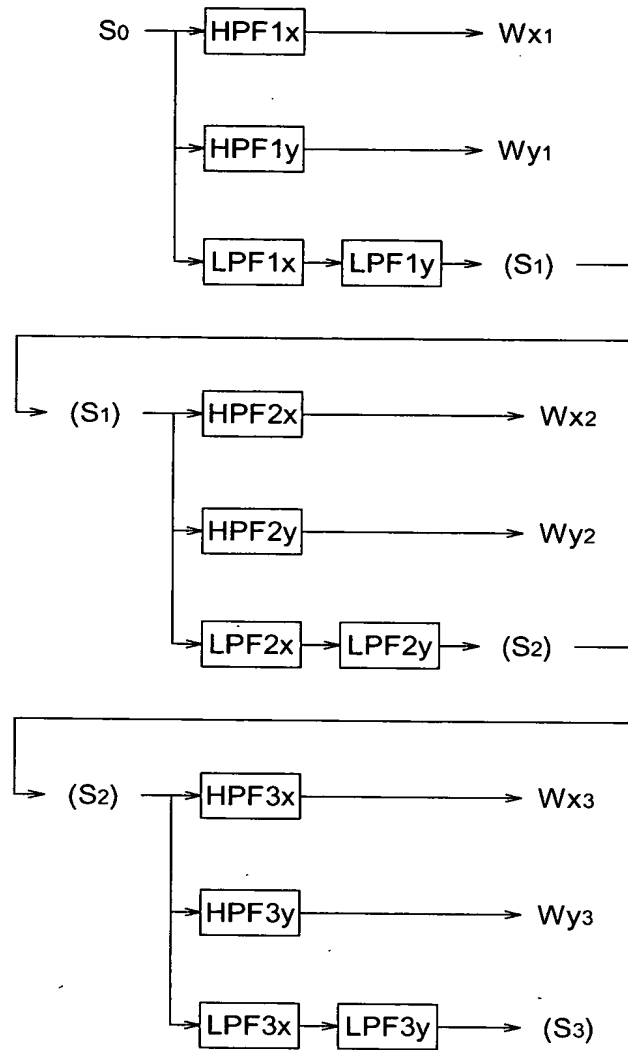 S0 HPF1x Wx1
HPF1y Wy1
LPF1x LPF1y (S1)
(S1) HPF2x Wx2
HPF2y Wy2
LPF2x LPF2y (S2)
(S2) HPF3x Wx3
HPF3y Wy3
LPF3x LPF3y (S3)